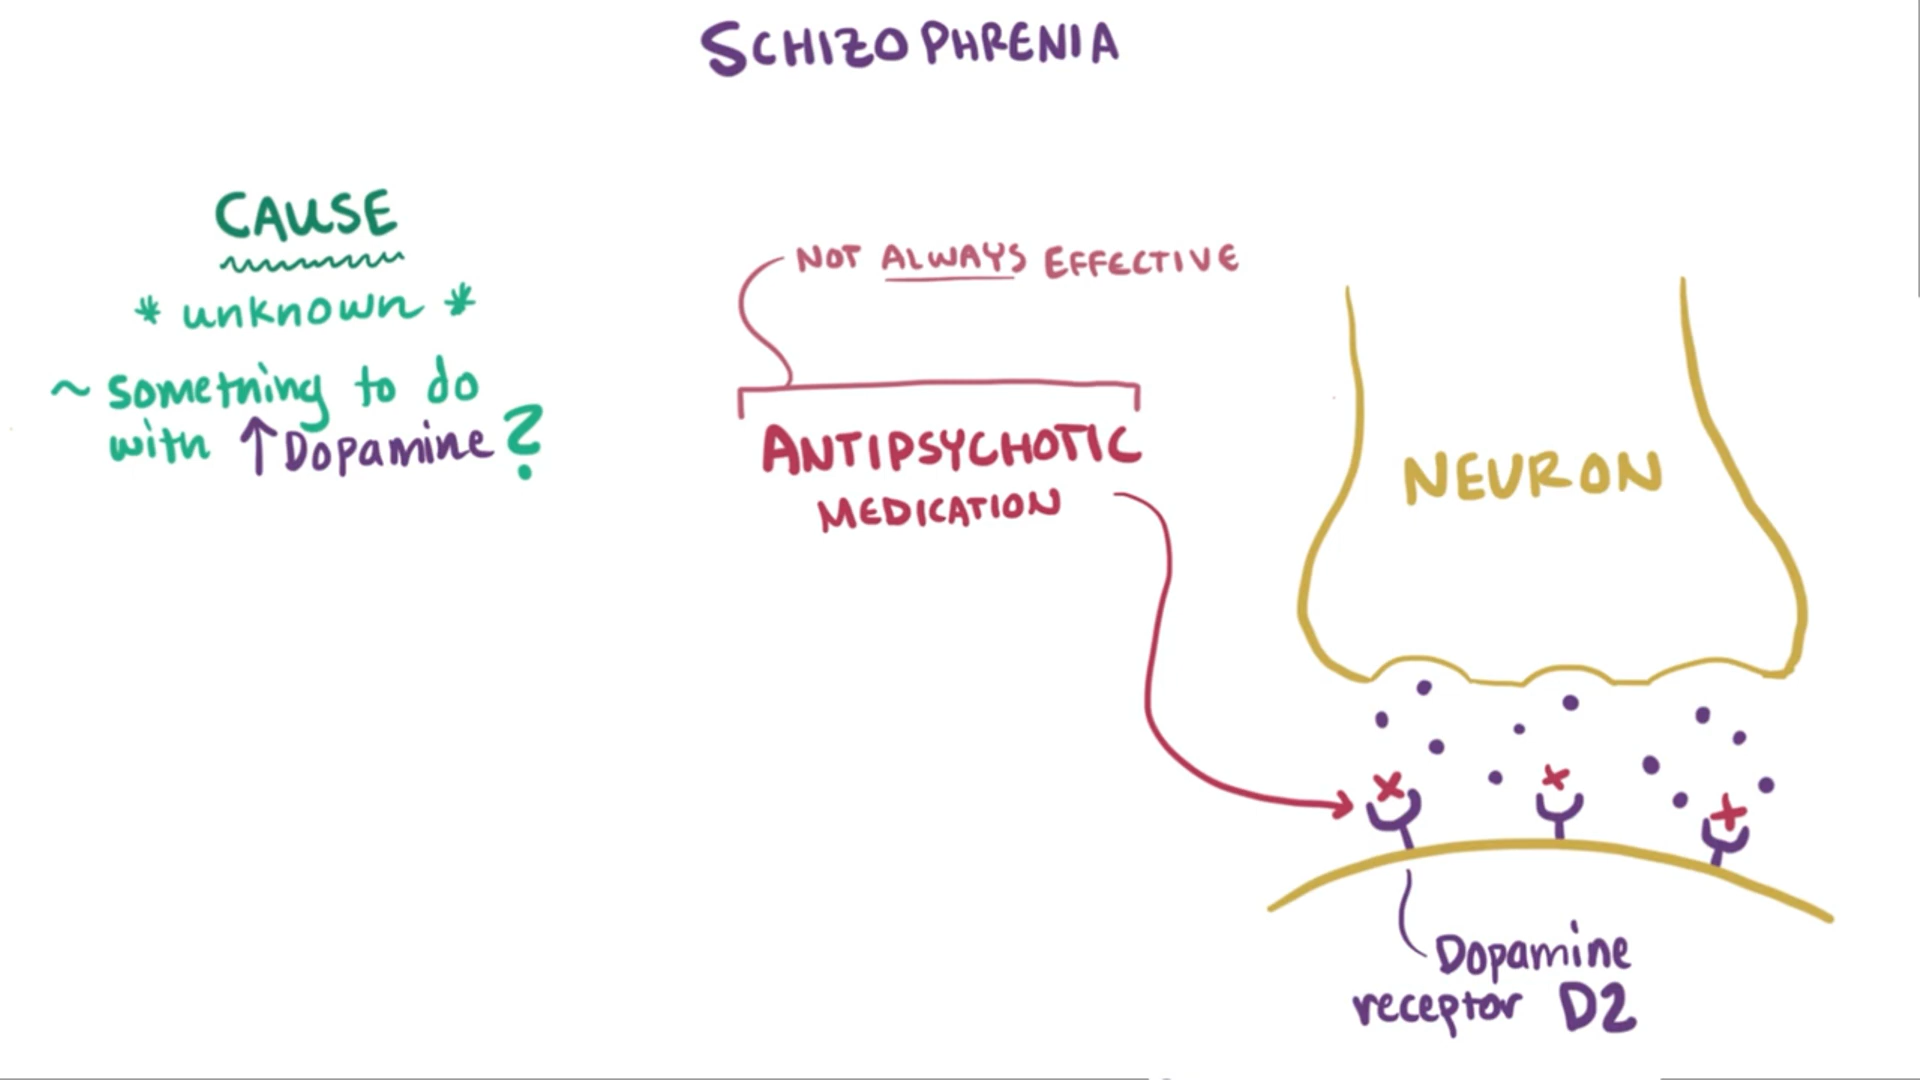 SCHIZOPHRENIA
CAUSE
* unknown *
~ something to do
with ↑ Dopamine ?
NOT ALWAYS EFFECTIVE
ANTIPSYCHOTIC
MEDICATION
NEURON
Dopamine
receptor D2